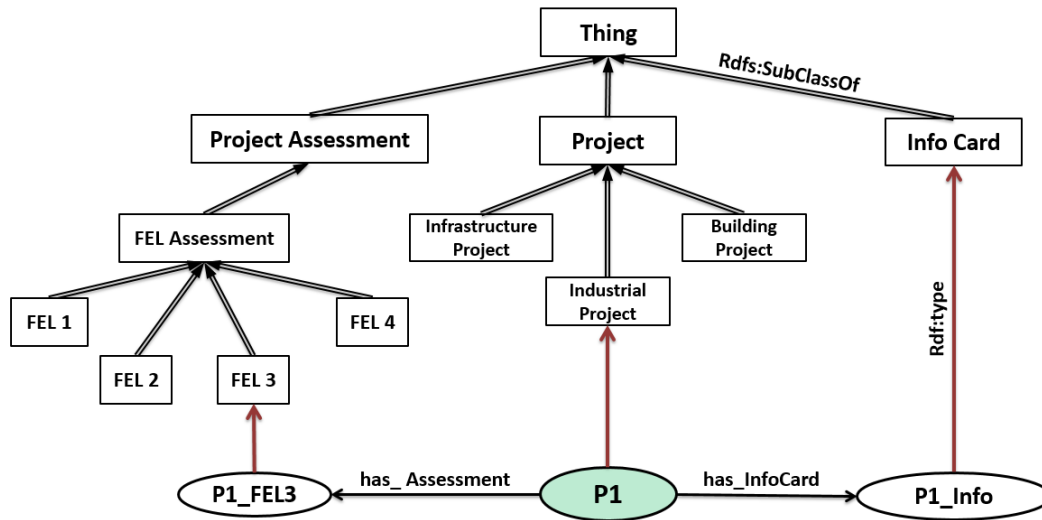 Thing
Rdfs:SubClassOf
Project Assessment
Project
Info Card
FEL Assessment
Infrastructure
Project
Building
Project
Industrial
Project
FEL 1
FEL 4
FEL 2
FEL 3
Rdf:type
P1_FEL3
has_ Assessment
P1
has_InfoCard
P1_Info